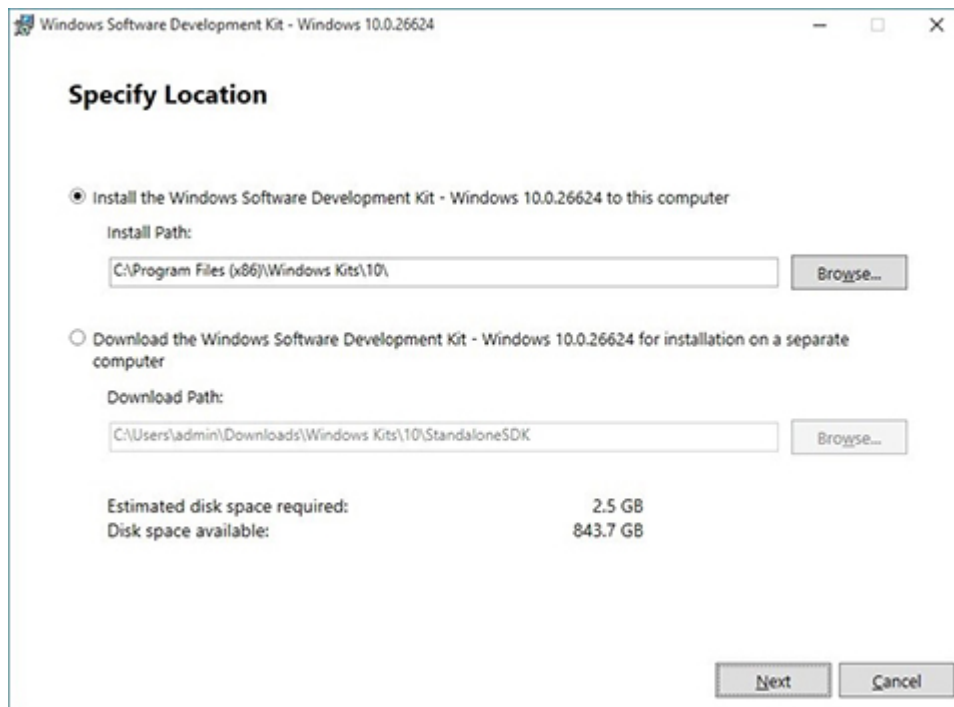 Windows Software Development Kit - Windows 10.0.26624
Specify Location
Install the Windows Software Development Kit - Windows 10.0.26624 to this computer
Install Path:
C:\Program Files (x86)\Windows Kits\10\
Browse...
Download the Windows Software Development Kit - Windows 10.0.26624 for installation on a separate
computer
Download Path:
C:\Users\admin\Downloads\Windows Kits\10\StandaloneSDK
Browse...
Estimated disk space required: 2.5 GB
Disk space available: 843.7 GB
Next Cancel